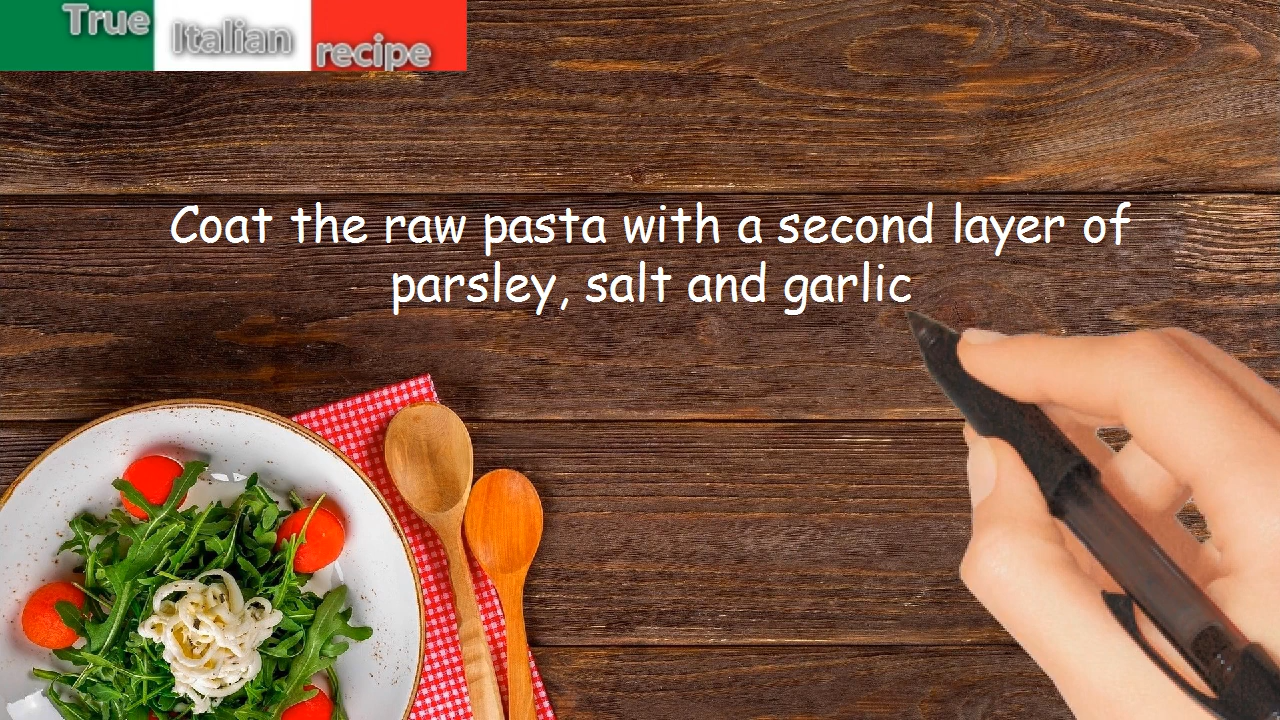 True Italian recipe
Coat the raw pasta with a second layer of
parsley, salt and garlic